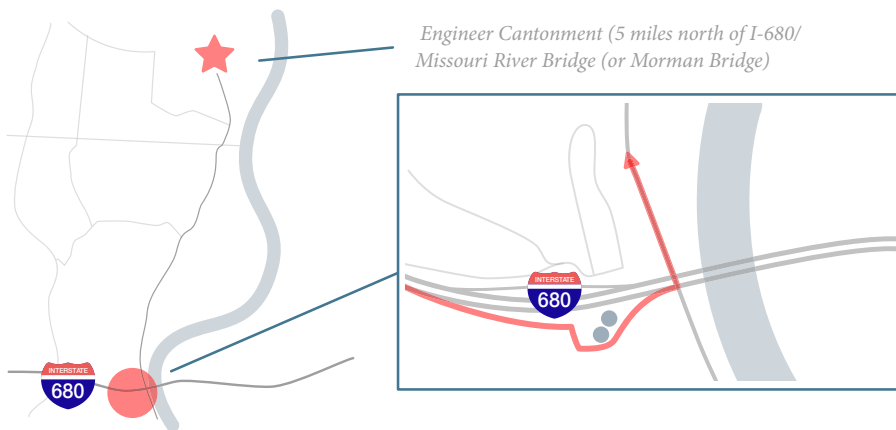 Engineer Cantonment (5 miles north of I-680/
Missouri River Bridge (or Morman Bridge)
INTERSTATE
680
INTERSTATE
680